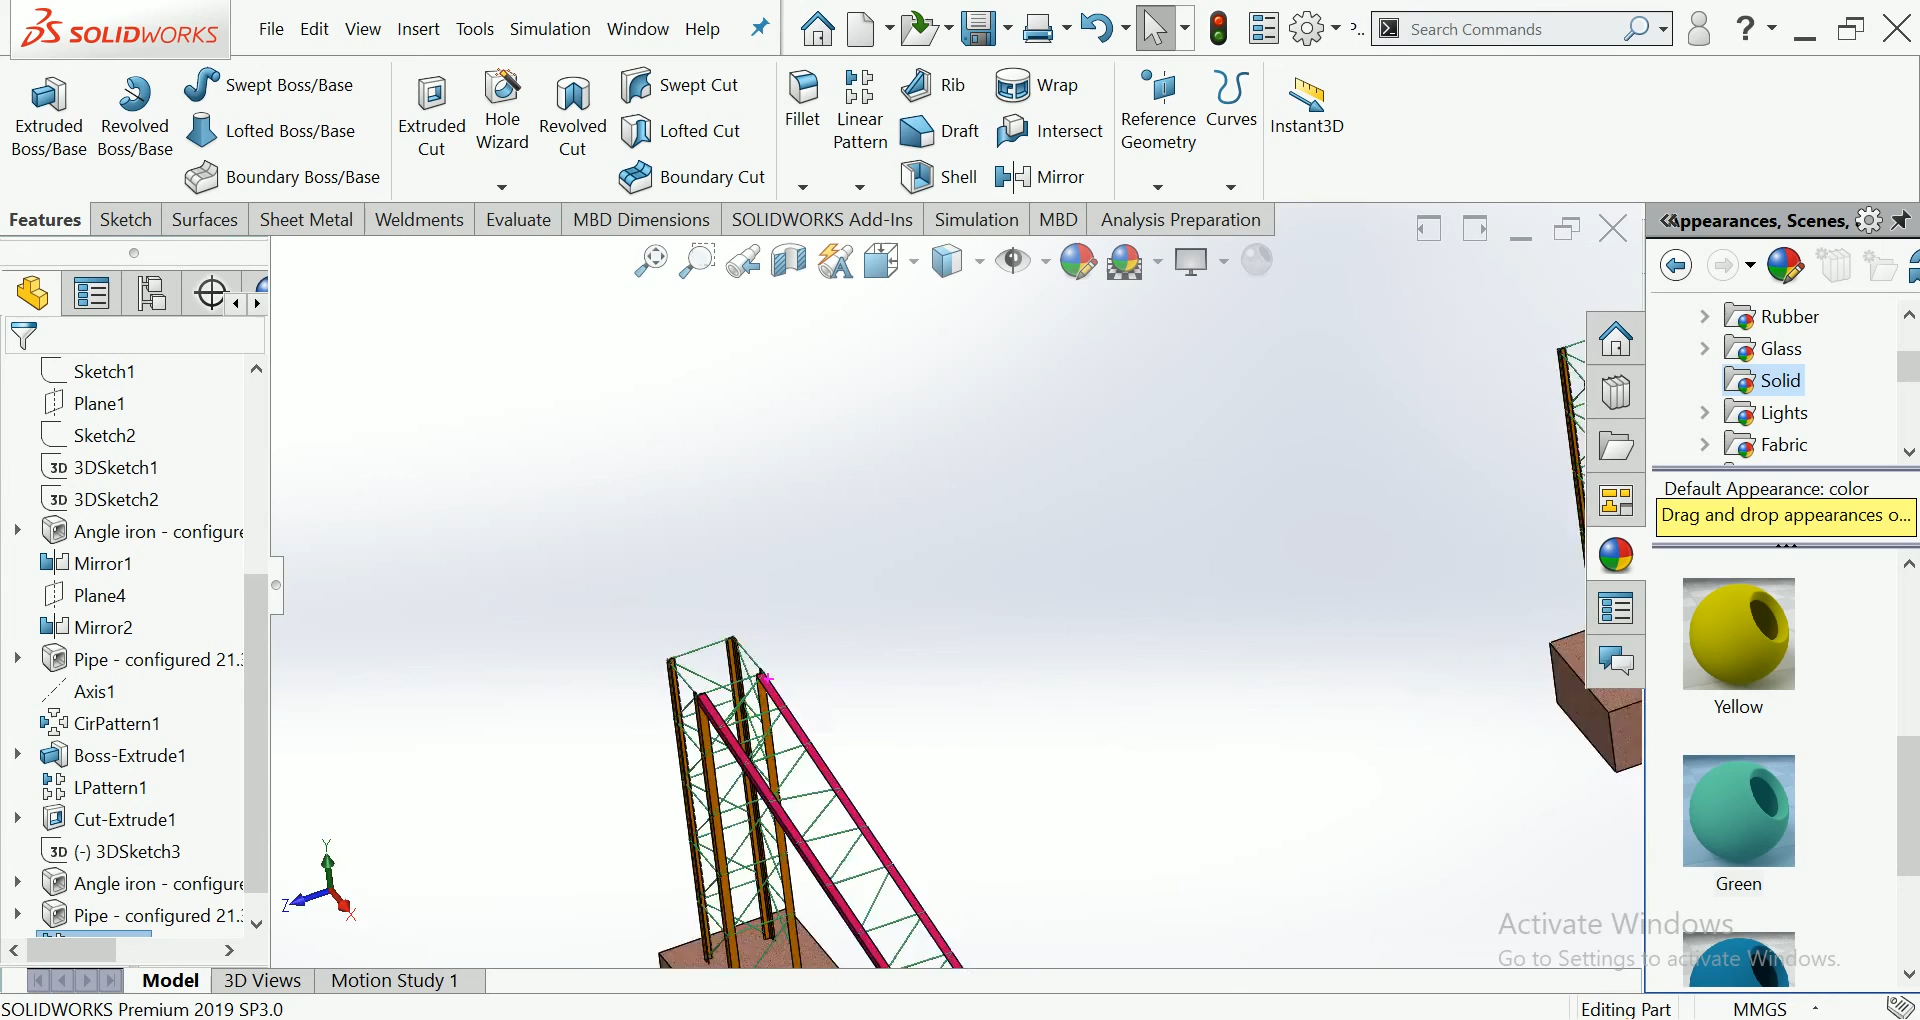 SOLIDWORKS
File Edit View Insert Tools Simulation Window Help
P..
Search Commands
?
Extruded Boss/Base
Revolved Boss/Base
Swept Boss/Base
Lofted Boss/Base
Boundary Boss/Base
Extruded Cut
Hole Wizard
Revolved Cut
Swept Cut
Lofted Cut
Boundary Cut
Fillet
Linear Pattern
Rib
Draft
Shell
Wrap
Intersect
Mirror
Reference Geometry
Curves
Instant3D
Features Sketch Surfaces Sheet Metal Weldments Evaluate MBD Dimensions SOLIDWORKS Add-Ins Simulation MBD Analysis Preparation
Sketch1
Plane1
Sketch2
3D 3DSketch1
3D 3DSketch2
Angle iron - configure
Mirror1
Plane4
Mirror2
Pipe - configured 21.
Axis1
CirPattern1
Boss-Extrude1
LPattern1
Cut-Extrude1
3D (-) 3DSketch3
Angle iron - configure
Pipe - configured 21.
Y
Z
X
Appearances, Scenes,
Rubber
Glass
Solid
Lights
Fabric
Default Appearance: color
Drag and drop appearances o...
Yellow
Green
Activate Windows
Go to Settings to activate Windows.
Model 3D Views Motion Study 1
SOLIDWORKS Premium 2019 SP3.0
Editing Part
MMGS